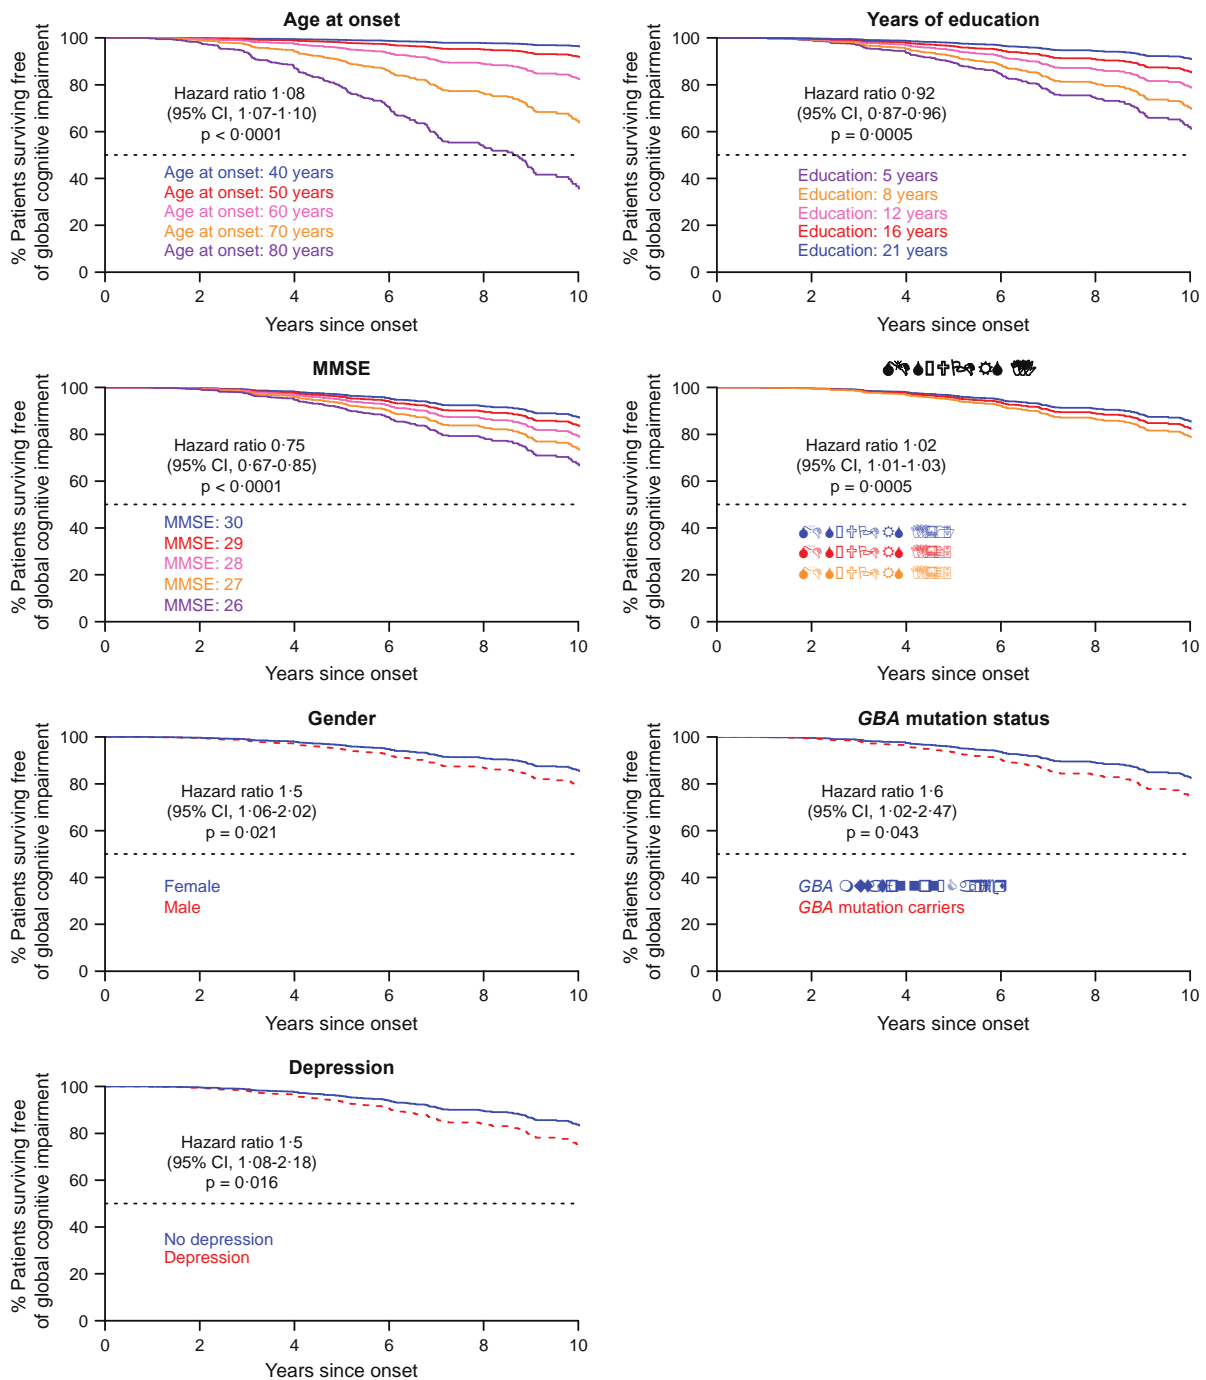 Age at onset
% Patients surviving free
of global cognitive impairment
100
80
60
40
20
0
Hazard ratio 1·08
(95% CI, 1·07-1·10)
p < 0·0001
Age at onset: 40 years
Age at onset: 50 years
Age at onset: 60 years
Age at onset: 70 years
Age at onset: 80 years
0 2 4 6 8 10
Years since onset
Years of education
% Patients surviving free
of global cognitive impairment
100
80
60
40
20
0
Hazard ratio 0·92
(95% CI, 0·87-0·96)
p = 0·0005
Education: 5 years
Education: 8 years
Education: 12 years
Education: 16 years
Education: 21 years
0 2 4 6 8 10
Years since onset
MMSE
% Patients surviving free
of global cognitive impairment
100
80
60
40
20
0
Hazard ratio 0·75
(95% CI, 0·67-0·85)
p < 0·0001
MMSE: 30
MMSE: 29
MMSE: 28
MMSE: 27
MMSE: 26
0 2 4 6 8 10
Years since onset
% Patients surviving free
of global cognitive impairment
100
80
60
40
20
0
Hazard ratio 1·02
(95% CI, 1·01-1·03)
p = 0·0005
0 2 4 6 8 10
Years since onset
Gender
% Patients surviving free
of global cognitive impairment
100
80
60
40
20
0
Hazard ratio 1·5
(95% CI, 1·06-2·02)
p = 0·021
Female
Male
0 2 4 6 8 10
Years since onset
GBA mutation status
% Patients surviving free
of global cognitive impairment
100
80
60
40
20
0
Hazard ratio 1·6
(95% CI, 1·02-2·47)
p = 0·043
GBA
GBA mutation carriers
0 2 4 6 8 10
Years since onset
Depression
% Patients surviving free
of global cognitive impairment
100
80
60
40
20
0
Hazard ratio 1·5
(95% CI, 1·08-2·18)
p = 0·016
No depression
Depression
0 2 4 6 8 10
Years since onset